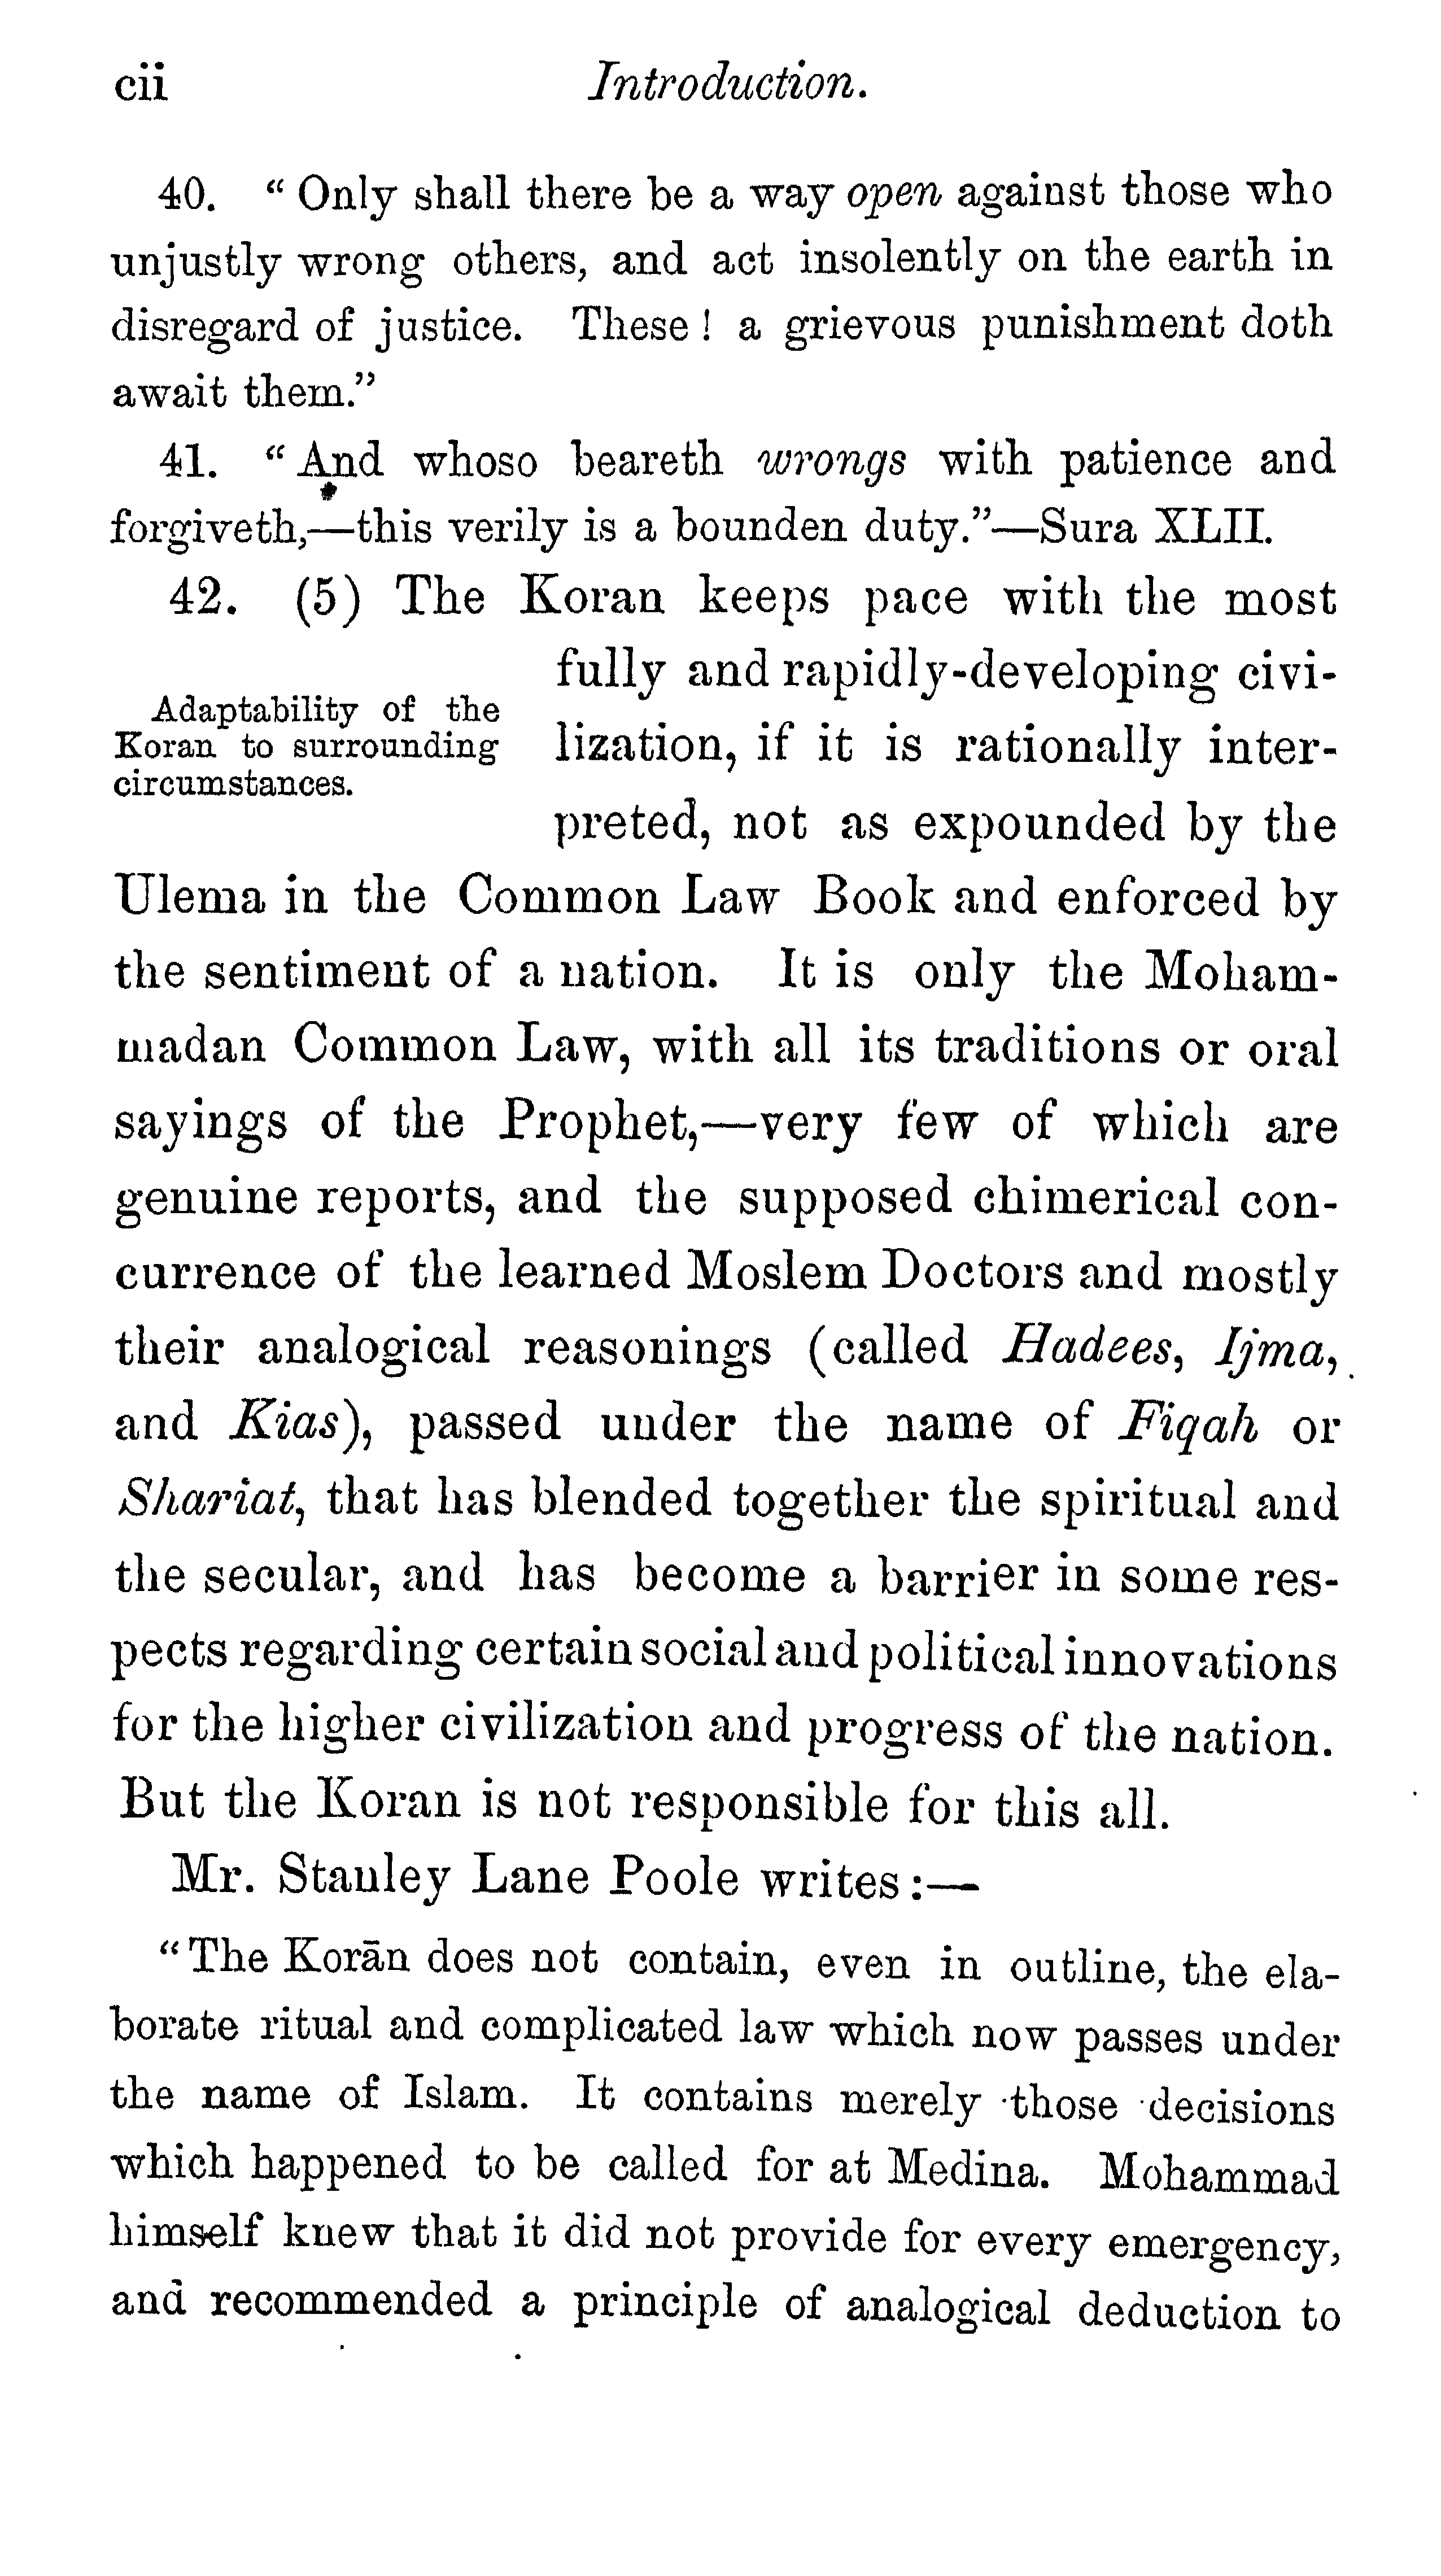 cii
Introduction.
40. “ Only shall there be a way open against those who
unjustly wrong others, and act insolently on the earth in
disregard of justice. These ! a grievous punishment doth
await them.”
41. “ And whoso beareth wrongs with patience and
forgiveth,—this verily is a bounden duty.”—Sura XLII.
42. (5) The Koran keeps pace with the most
Adaptability of the
Koran to surrounding
circumstances.
fully and rapidly-developing civi-
lization, if it is rationally inter-
preted, not as expounded by the
Ulema in the Common Law Book and enforced by
the sentiment of a nation. It is only the Moham-
madan Common Law, with all its traditions or oral
sayings of the Prophet,—very few of which are
genuine reports, and the supposed chimerical con-
currence of the learned Moslem Doctors and mostly
their analogical reasonings (called Hadees, Ijma,
and Kias), passed under the name of Fiqah or
Shariat, that has blended together the spiritual and
the secular, and has become a barrier in some res-
pects regarding certain social and political innovations
for the higher civilization and progress of the nation.
But the Koran is not responsible for this all.
Mr. Stanley Lane Poole writes :—
“ The Korān does not contain, even in outline, the ela-
borate ritual and complicated law which now passes under
the name of Islam. It contains merely those decisions
which happened to be called for at Medina. Mohammad
himself knew that it did not provide for every emergency,
and recommended a principle of analogical deduction to